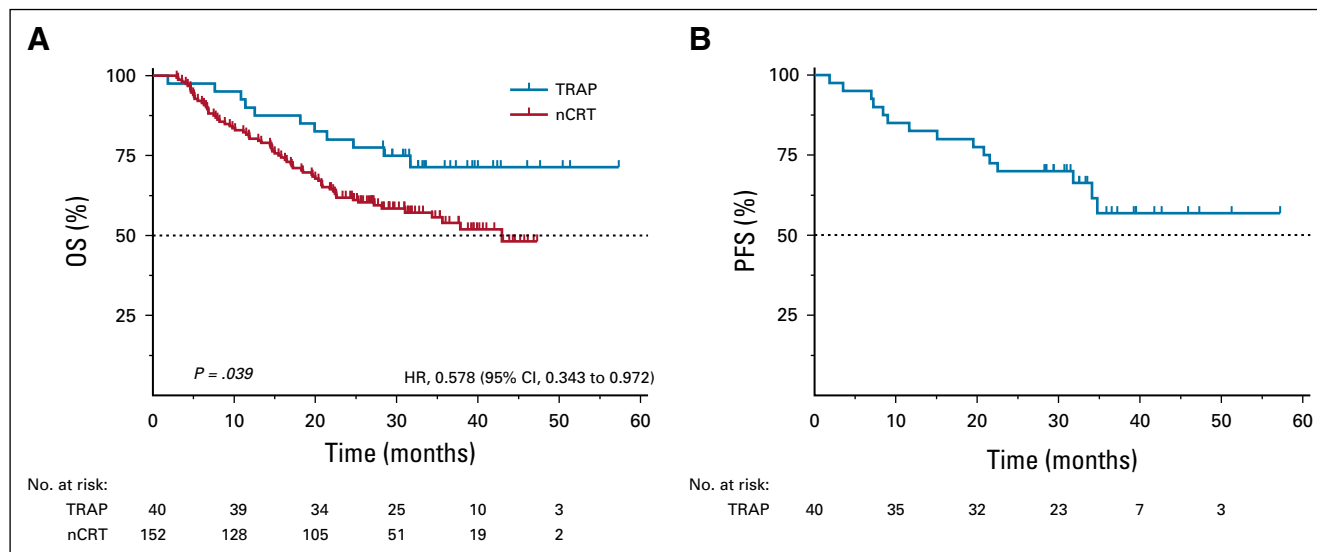 A
100
75
50
25
OS (%)
TRAP
nCRT
P = .039
HR, 0.578 (95% CI, 0.343 to 0.972)
0 10 20 30 40 50 60
Time (months)
No. at risk:
TRAP 40 39 34 25 10 3
nCRT 152 128 105 51 19 2
B
100
75
50
25
PFS (%)
0 10 20 30 40 50 60
Time (months)
No. at risk:
TRAP 40 35 32 23 7 3